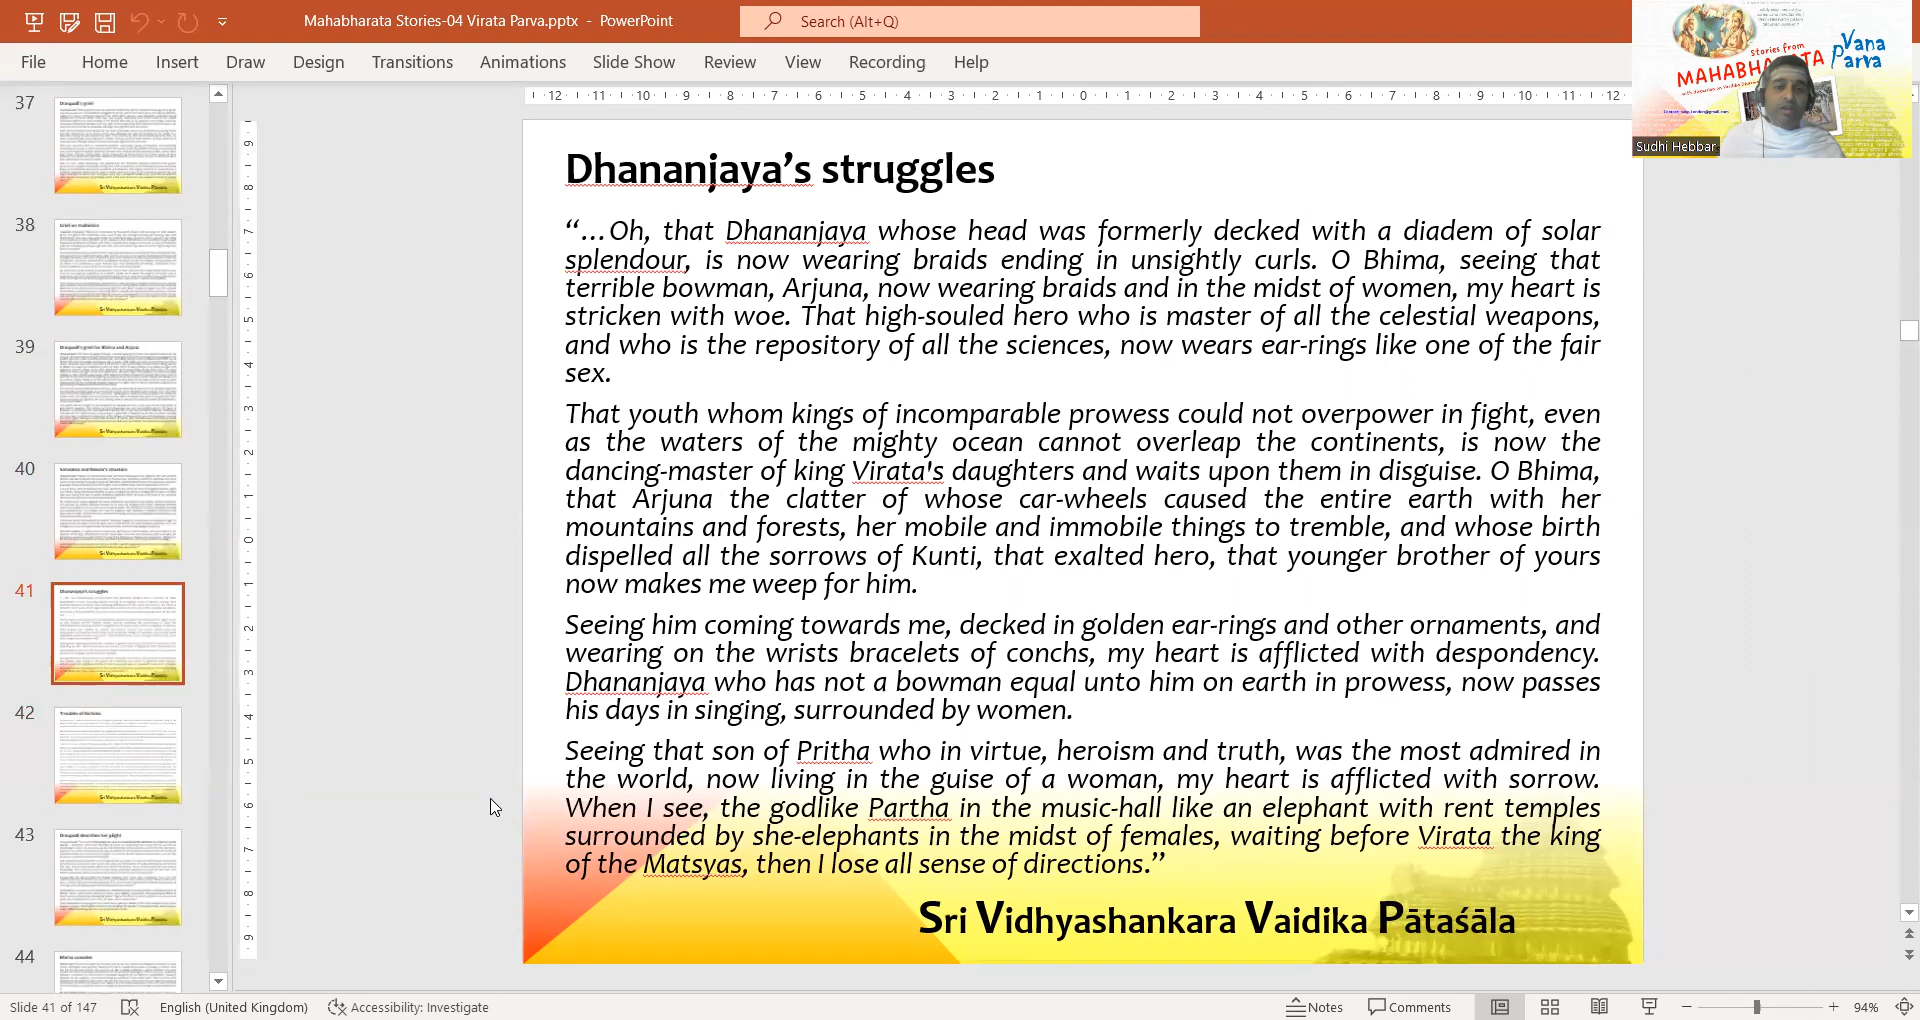 Mahabharata Stories-04 Virata Parva.pptx - PowerPoint
Search (Alt+Q)
File Home Insert Draw Design Transitions Animations Slide Show Review View Recording Help
Stories from
MAHABHARATA
Vana
Parva
Sudhi Hebbar
37
38
39
40
41
42
43
44
Dhananjaya’s struggles
“…Oh, that Dhananjaya whose head was formerly decked with a diadem of solar
splendour, is now wearing braids ending in unsightly curls. O Bhima, seeing that
terrible bowman, Arjuna, now wearing braids and in the midst of women, my heart is
stricken with woe. That high-souled hero who is master of all the celestial weapons,
and who is the repository of all the sciences, now wears ear-rings like one of the fair
sex.
That youth whom kings of incomparable prowess could not overpower in fight, even
as the waters of the mighty ocean cannot overleap the continents, is now the
dancing-master of king Virata's daughters and waits upon them in disguise. O Bhima,
that Arjuna the clatter of whose car-wheels caused the entire earth with her
mountains and forests, her mobile and immobile things to tremble, and whose birth
dispelled all the sorrows of Kunti, that exalted hero, that younger brother of yours
now makes me weep for him.
Seeing him coming towards me, decked in golden ear-rings and other ornaments, and
wearing on the wrists bracelets of conchs, my heart is afflicted with despondency.
Dhananjaya who has not a bowman equal unto him on earth in prowess, now passes
his days in singing, surrounded by women.
Seeing that son of Pritha who in virtue, heroism and truth, was the most admired in
the world, now living in the guise of a woman, my heart is afflicted with sorrow.
When I see, the godlike Partha in the music-hall like an elephant with rent temples
surrounded by she-elephants in the midst of females, waiting before Virata the king
of the Matsyas, then I lose all sense of directions.”
Sri Vidhyashankara Vaidika Pātaśāla
Slide 41 of 147 English (United Kingdom) Accessibility: Investigate Notes Comments 94%